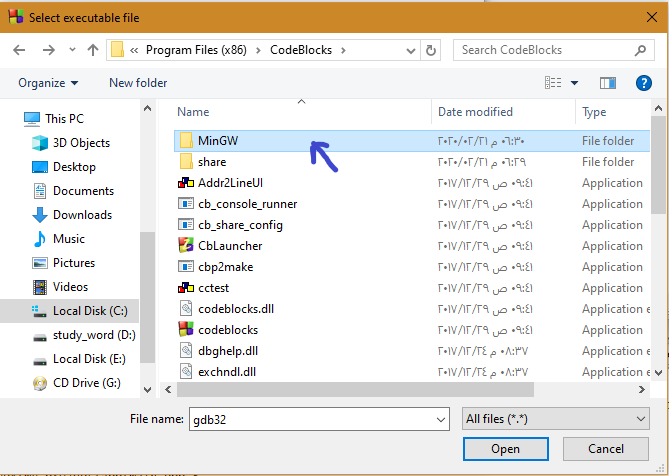 Select executable file
« Program Files (x86) > CodeBlocks >
Search CodeBlocks
Organize
New folder
Name Date modified Type
This PC
3D Objects
Desktop
Documents
Downloads
Music
Pictures
Videos
Local Disk (C:)
study_word (D:)
Local Disk (E:)
CD Drive (G:)
MinGW ٢٠٢٠/٠٢/٢١ م ٠٦:٣٠ File folder
share ٢٠٢٠/٠٢/٢١ م ٠٦:٢٩ File folder
Addr2LineUI ٢٠١٧/١٢/٢٩ ص ٠٩:٤١ Application
cb_console_runner ٢٠١٧/١٢/٢٩ ص ٠٩:٤١ Application
cb_share_config ٢٠١٧/١٢/٢٩ ص ٠٩:٤١ Application
CbLauncher ٢٠١٧/١٢/٢٩ ص ٠٩:٤١ Application
cbp2make ٢٠١٧/١٢/٢٩ ص ٠٩:٤١ Application
cctest ٢٠١٧/١٢/٢٩ ص ٠٩:٤١ Application
codeblocks.dll ٢٠١٧/١٢/٢٩ ص ٠٩:٤١ Application e
codeblocks ٢٠١٧/١٢/٢٩ ص ٠٩:٤١ Application
dbghelp.dll ٢٠١٧/١٢/٢٤ م ٠٨:٣٧ Application e
exchndl.dll ٢٠١٧/١٢/٢٤ م ٠٨:٣٧ Application e
File name: gdb32 All files (*.*)
Open Cancel